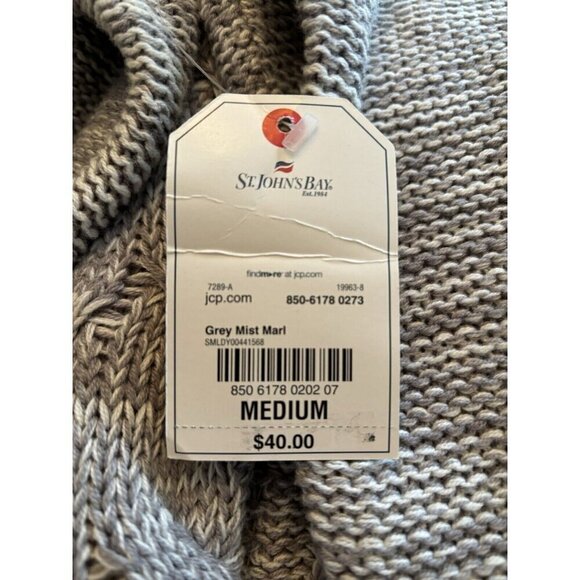 ST. JOHN'S BAY®
Est. 1984
findmore at jcp.com
7289-A 19963-8
jcp.com 850-6178 0273
Grey Mist Marl
SMLDY00441568
850 6178 0202 07
MEDIUM
$40.00